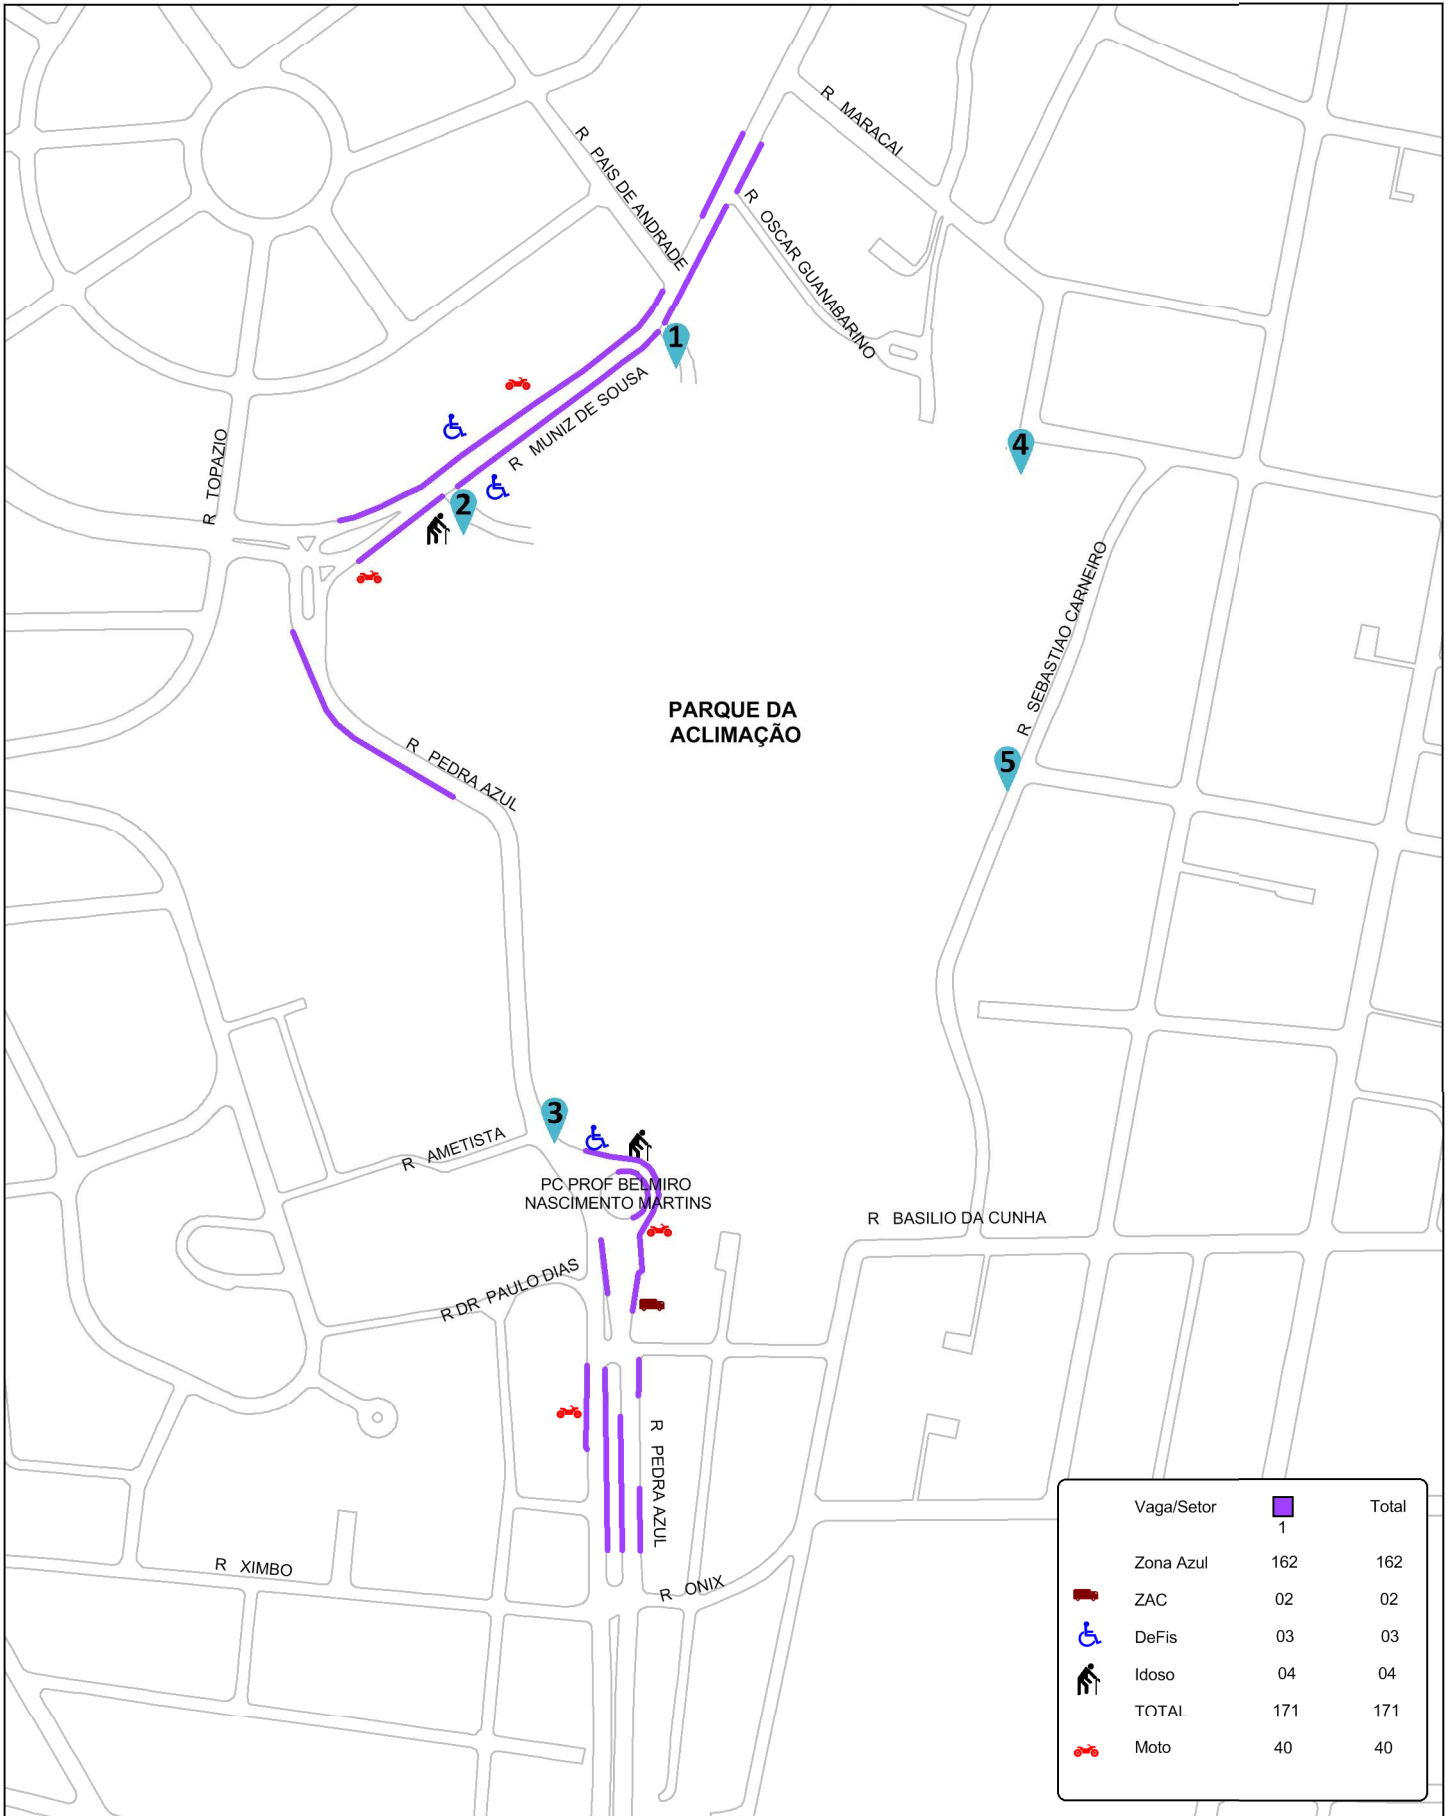 R MARACAI
R PAIS DE ANDRADE
R OSCAR GUANABARINO
1
R MUNIZ DE SOUSA
4
R TOPAZIO
2
R SEBASTIAO CARNEIRO
PARQUE DA
ACLIMAÇÃO
5
R PEDRA AZUL
3
R AMETISTA
PC PROF BELMIRO
NASCIMENTO MARTINS
R BASILIO DA CUNHA
R DR PAULO DIAS
R PEDRA AZUL
R XIMBO
R ONIX
Vaga/Setor Total
1
Zona Azul 162 162
ZAC 02 02
DeFis 03 03
Idoso 04 04
TOTAL 171 171
Moto 40 40